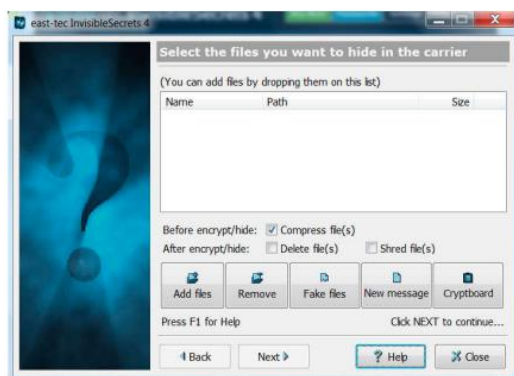 east-tec InvisibleSecrets 4
Select the files you want to hide in the carrier
(You can add files by dropping them on this list)
Name Path Size
Before encrypt/hide: Compress file(s)
After encrypt/hide: Delete file(s) Shred file(s)
Add files Remove Fake files New message Cryptboard
Press F1 for Help Click NEXT to continue...
Back Next Help Close